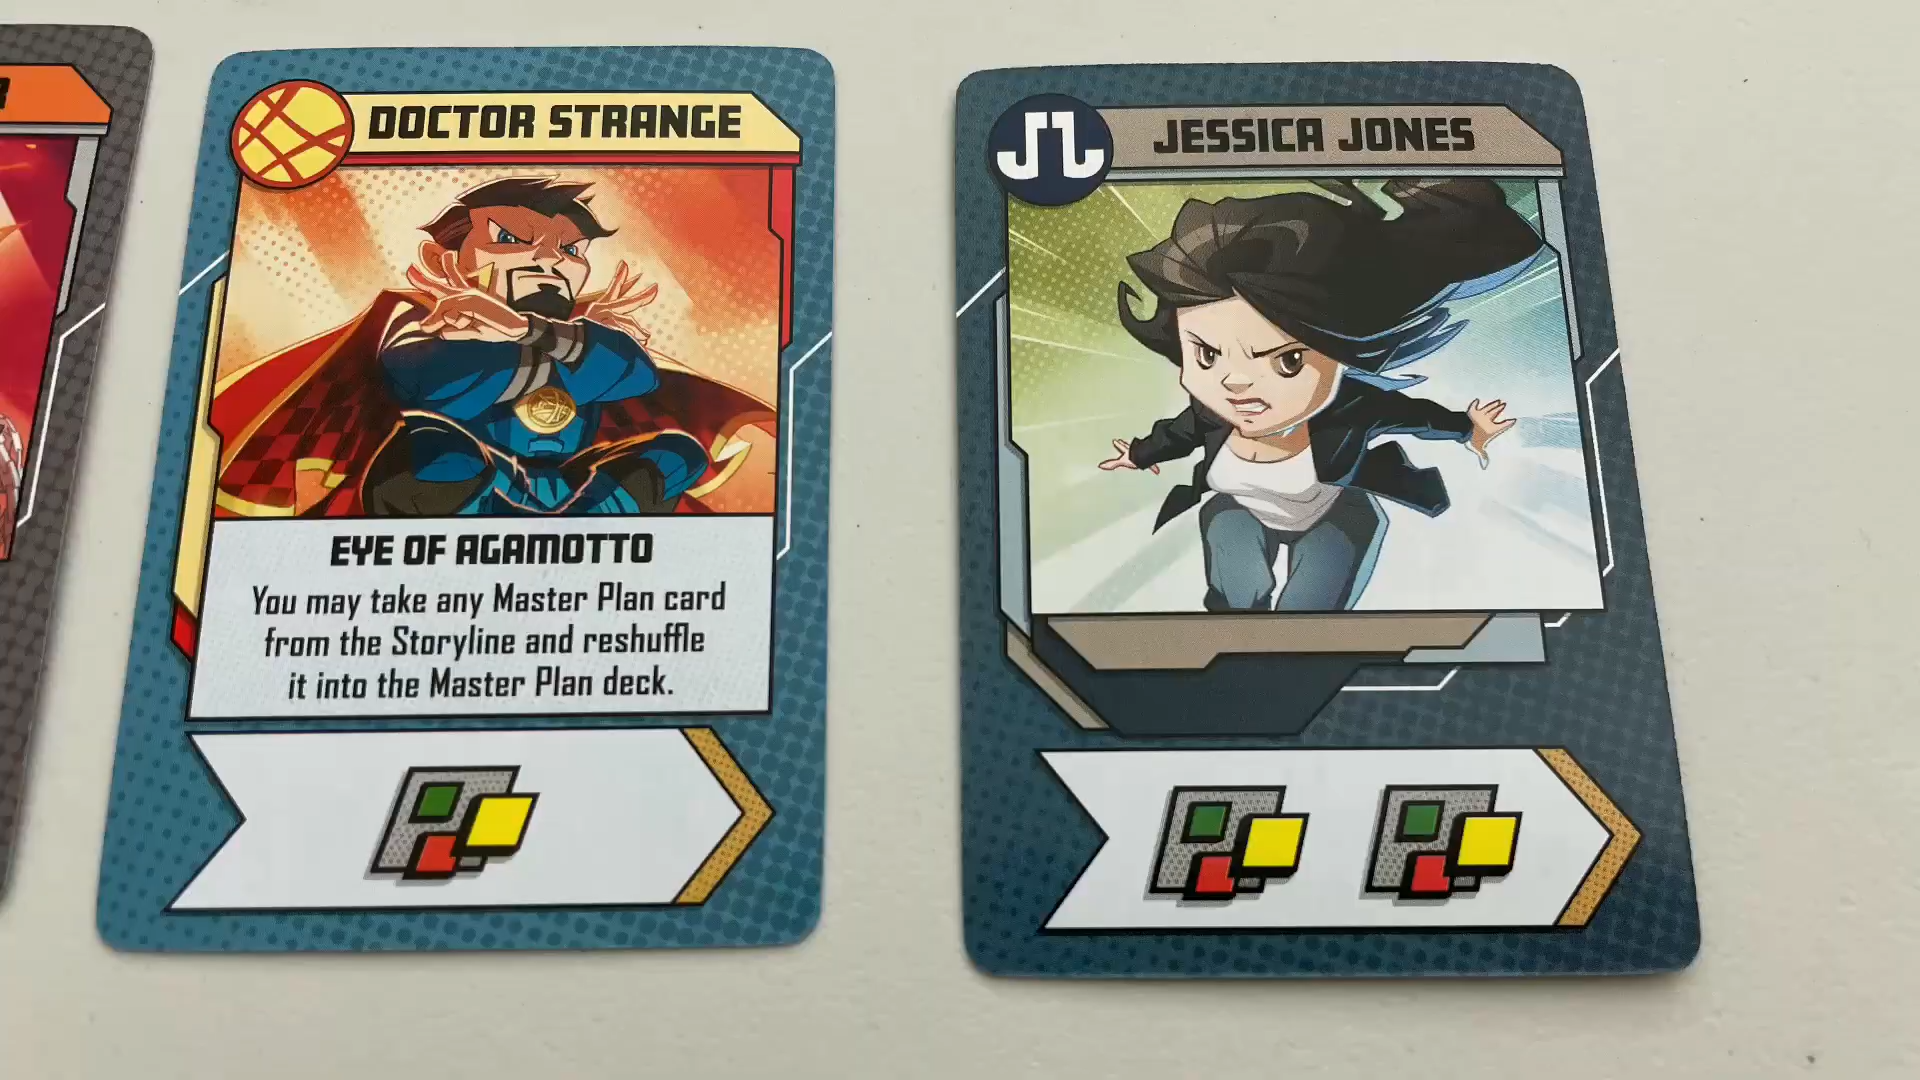 DOCTOR STRANGE
EYE OF AGAMOTTO
You may take any Master Plan card
from the Storyline and reshuffle
it into the Master Plan deck.
JJ
JESSICA JONES